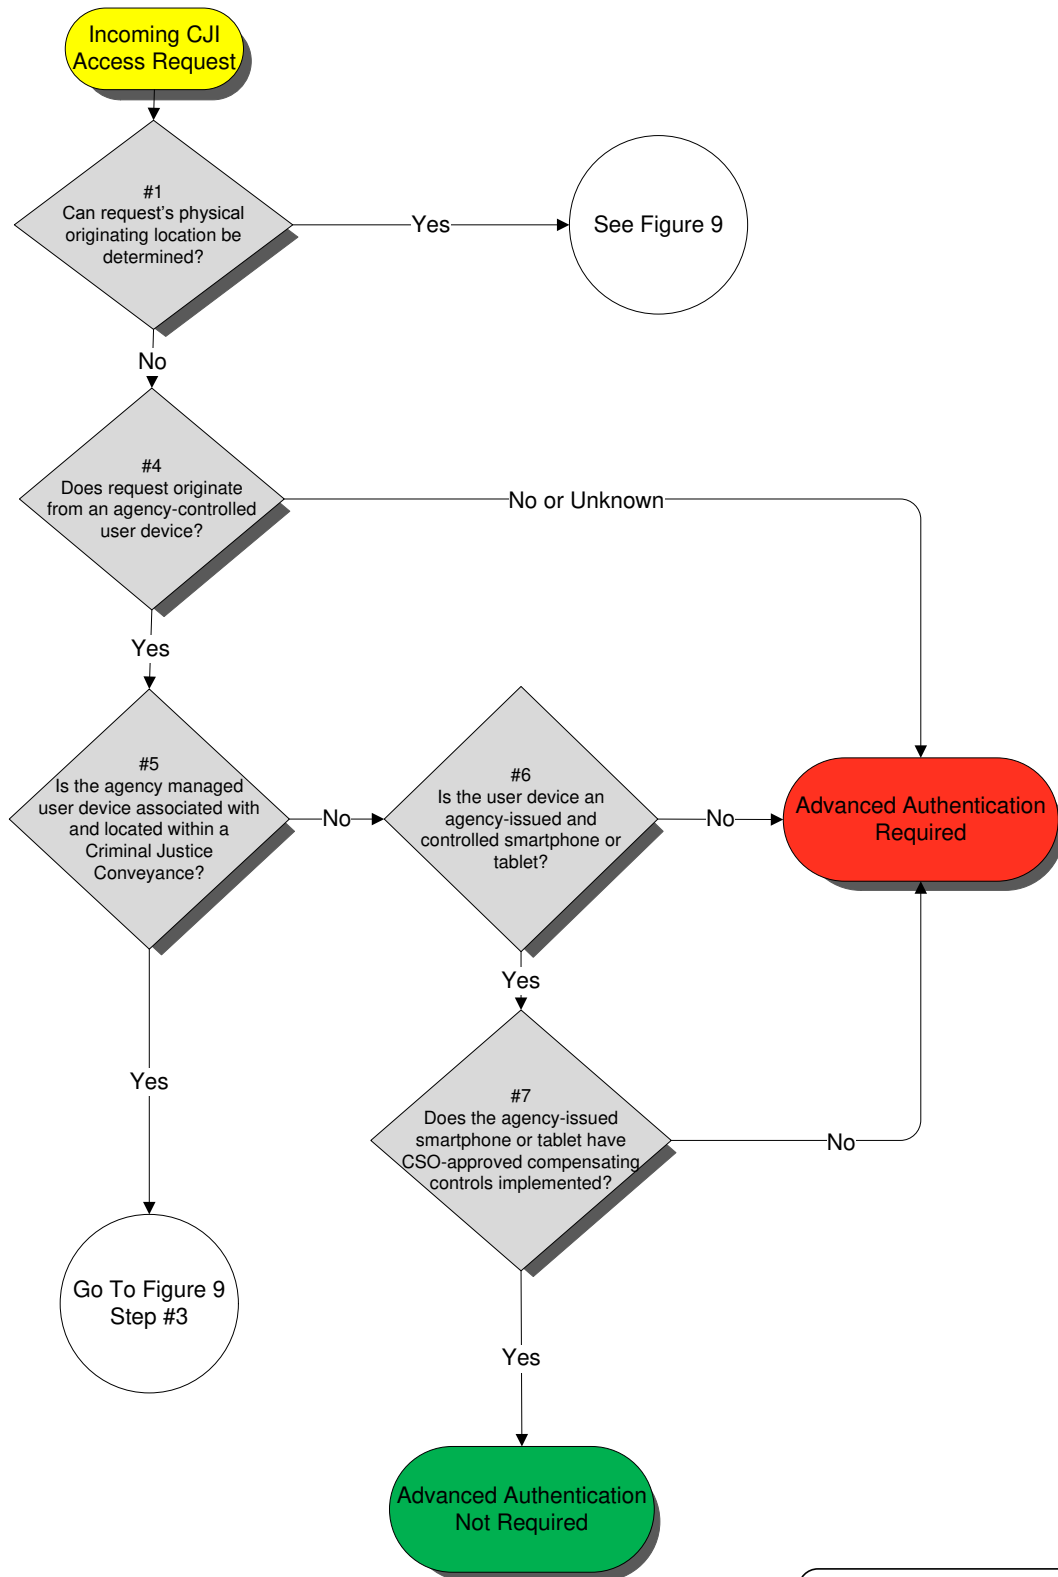 Incoming CJI
Access Request
#1
Can request's physical
originating location be
determined?
Yes
See Figure 9
No
#4
Does request originate
from an agency-controlled
user device?
No or Unknown
Yes
#5
Is the agency managed
user device associated with
and located within a
Criminal Justice
Conveyance?
No
#6
Is the user device an
agency-issued and
controlled smartphone or
tablet?
No
Advanced Authentication
Required
Yes
Yes
#7
Does the agency-issued
smartphone or tablet have
CSO-approved compensating
controls implemented?
No
Go To Figure 9
Step #3
Yes
Advanced Authentication
Not Required